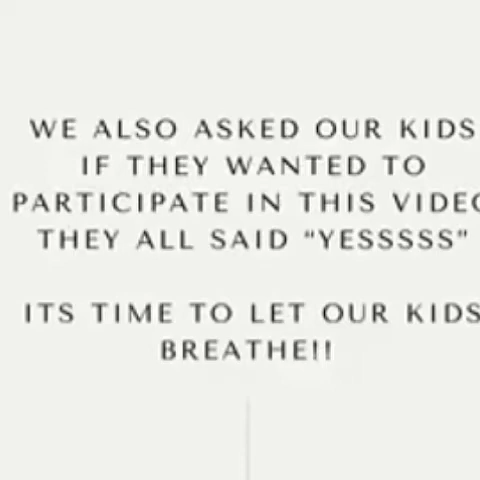 WE ALSO ASKED OUR KIDS
IF THEY WANTED TO
PARTICIPATE IN THIS VIDEO
THEY ALL SAID “YESSSSS”
ITS TIME TO LET OUR KIDS
BREATHE!!